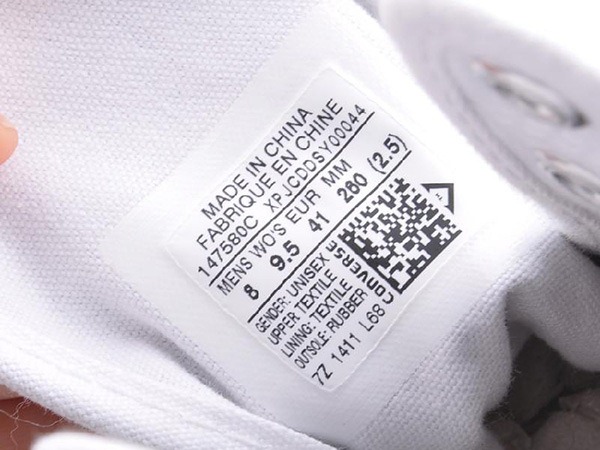 MADE IN CHINA
FABRIQUE EN CHINE
147580C XPJCDDSY00044
MENS WO'S EUR MM
8 9.5 41 260 (2.5)
GENDER: UNISEX
UPPER TEXTILE
LINING: TEXTILE
OUTSOLE: RUBBER
7Z 1411 L68
CONVERSE